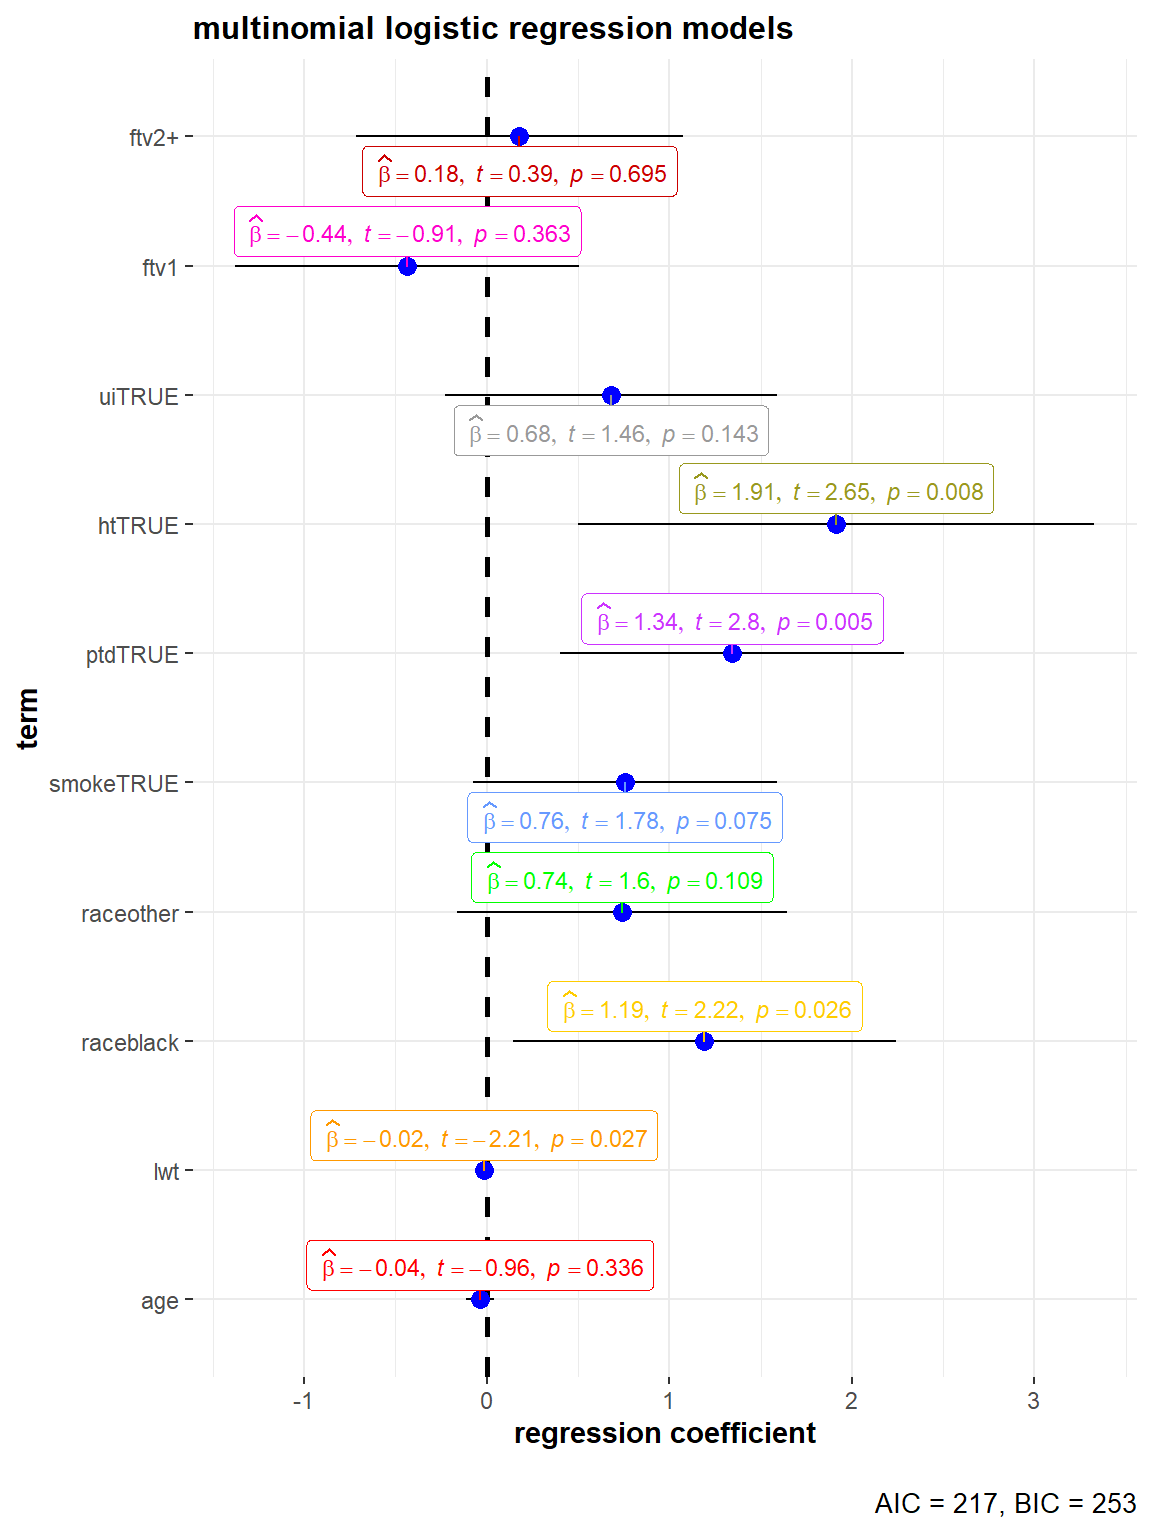 multinomial logistic regression models
ftv2+
β̂ = 0.18, t = 0.39, p = 0.695
β̂ = −0.44, t = −0.91, p = 0.363
ftv1
uiTRUE
β̂ = 0.68, t = 1.46, p = 0.143
β̂ = 1.91, t = 2.65, p = 0.008
htTRUE
β̂ = 1.34, t = 2.8, p = 0.005
ptdTRUE
term
smokeTRUE
β̂ = 0.76, t = 1.78, p = 0.075
β̂ = 0.74, t = 1.6, p = 0.109
raceother
β̂ = 1.19, t = 2.22, p = 0.026
raceblack
β̂ = −0.02, t = −2.21, p = 0.027
lwt
β̂ = −0.04, t = −0.96, p = 0.336
age
-1 0 1 2 3
regression coefficient
AIC = 217, BIC = 253